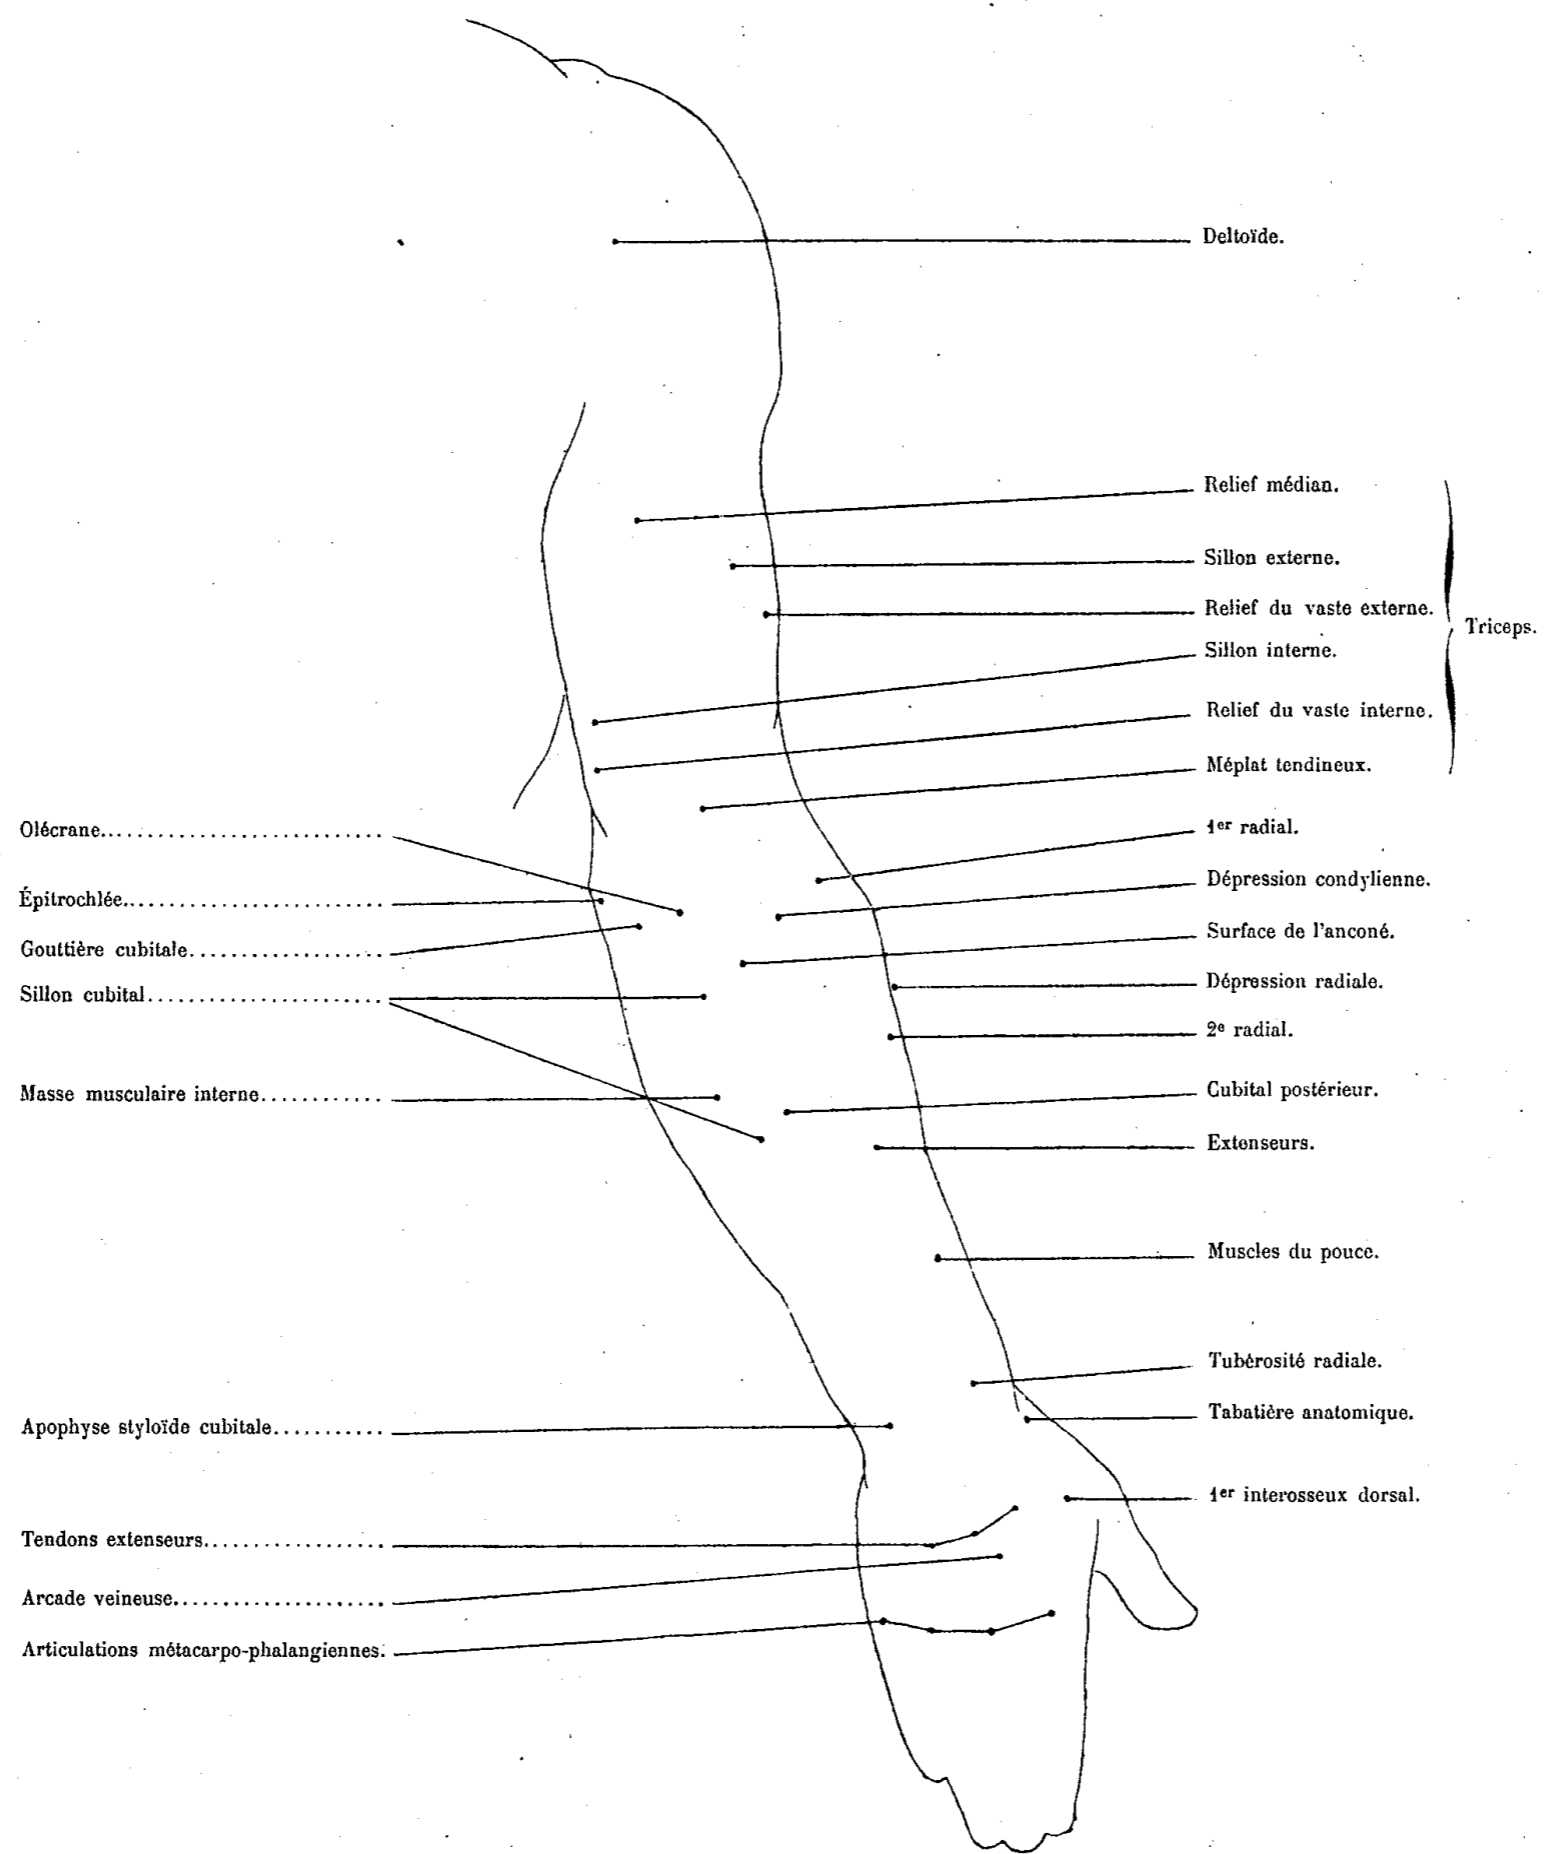 Deltoïde.
Relief médian.
Sillon externe.
Relief du vaste externe.
Triceps.
Sillon interne.
Relief du vaste interne.
Méplat tendineux.
1er radial.
Dépression condylienne.
Surface de l'anconé.
Dépression radiale.
2e radial.
Cubital postérieur.
Extenseurs.
Muscles du pouce.
Tubérosité radiale.
Tabatière anatomique.
1er interosseux dorsal.
Olécrane........................
Épitrochlée......................
Gouttière cubitale.................
Sillon cubital.....................
Masse musculaire interne...........
Apophyse styloïde cubitale..........
Tendons extenseurs................
Arcade veineuse...................
Articulations métacarpo-phalangiennes.